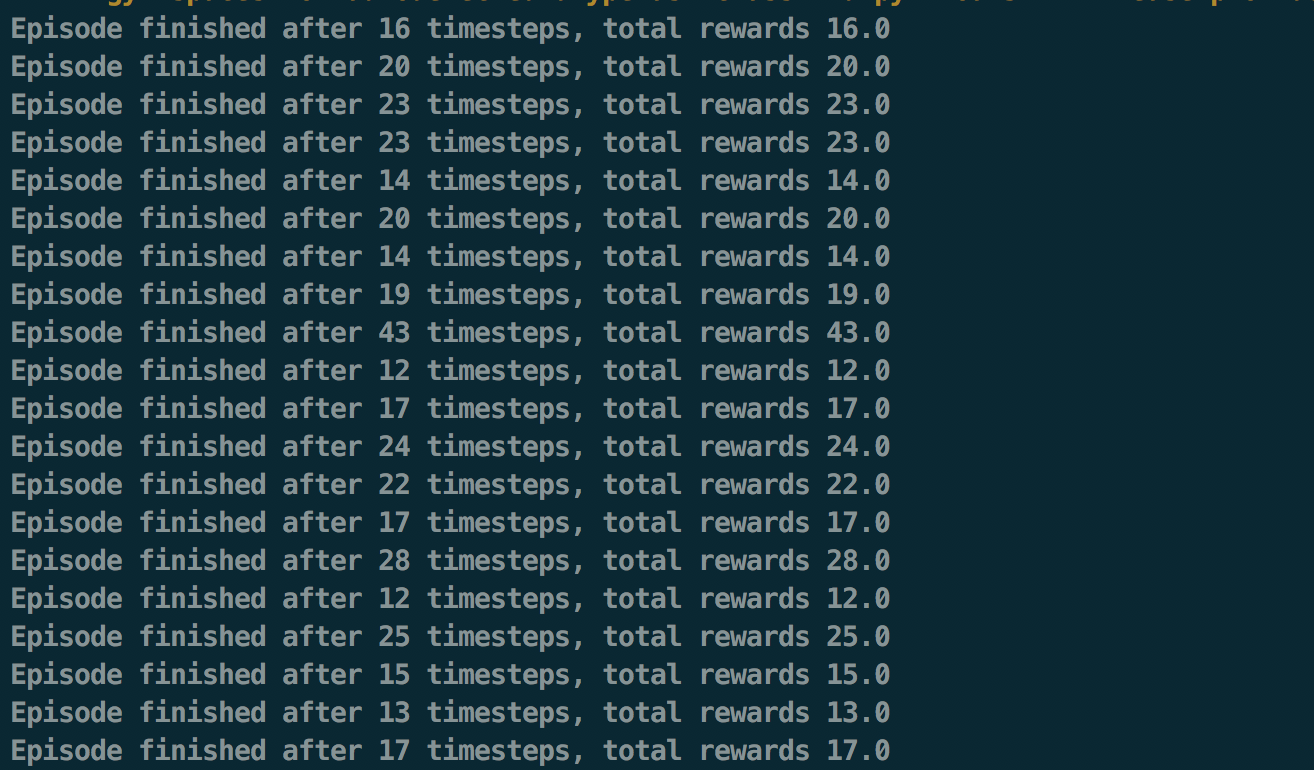 Episode finished after 16 timesteps, total rewards 16.0
Episode finished after 20 timesteps, total rewards 20.0
Episode finished after 23 timesteps, total rewards 23.0
Episode finished after 23 timesteps, total rewards 23.0
Episode finished after 14 timesteps, total rewards 14.0
Episode finished after 20 timesteps, total rewards 20.0
Episode finished after 14 timesteps, total rewards 14.0
Episode finished after 19 timesteps, total rewards 19.0
Episode finished after 43 timesteps, total rewards 43.0
Episode finished after 12 timesteps, total rewards 12.0
Episode finished after 17 timesteps, total rewards 17.0
Episode finished after 24 timesteps, total rewards 24.0
Episode finished after 22 timesteps, total rewards 22.0
Episode finished after 17 timesteps, total rewards 17.0
Episode finished after 28 timesteps, total rewards 28.0
Episode finished after 12 timesteps, total rewards 12.0
Episode finished after 25 timesteps, total rewards 25.0
Episode finished after 15 timesteps, total rewards 15.0
Episode finished after 13 timesteps, total rewards 13.0
Episode finished after 17 timesteps, total rewards 17.0